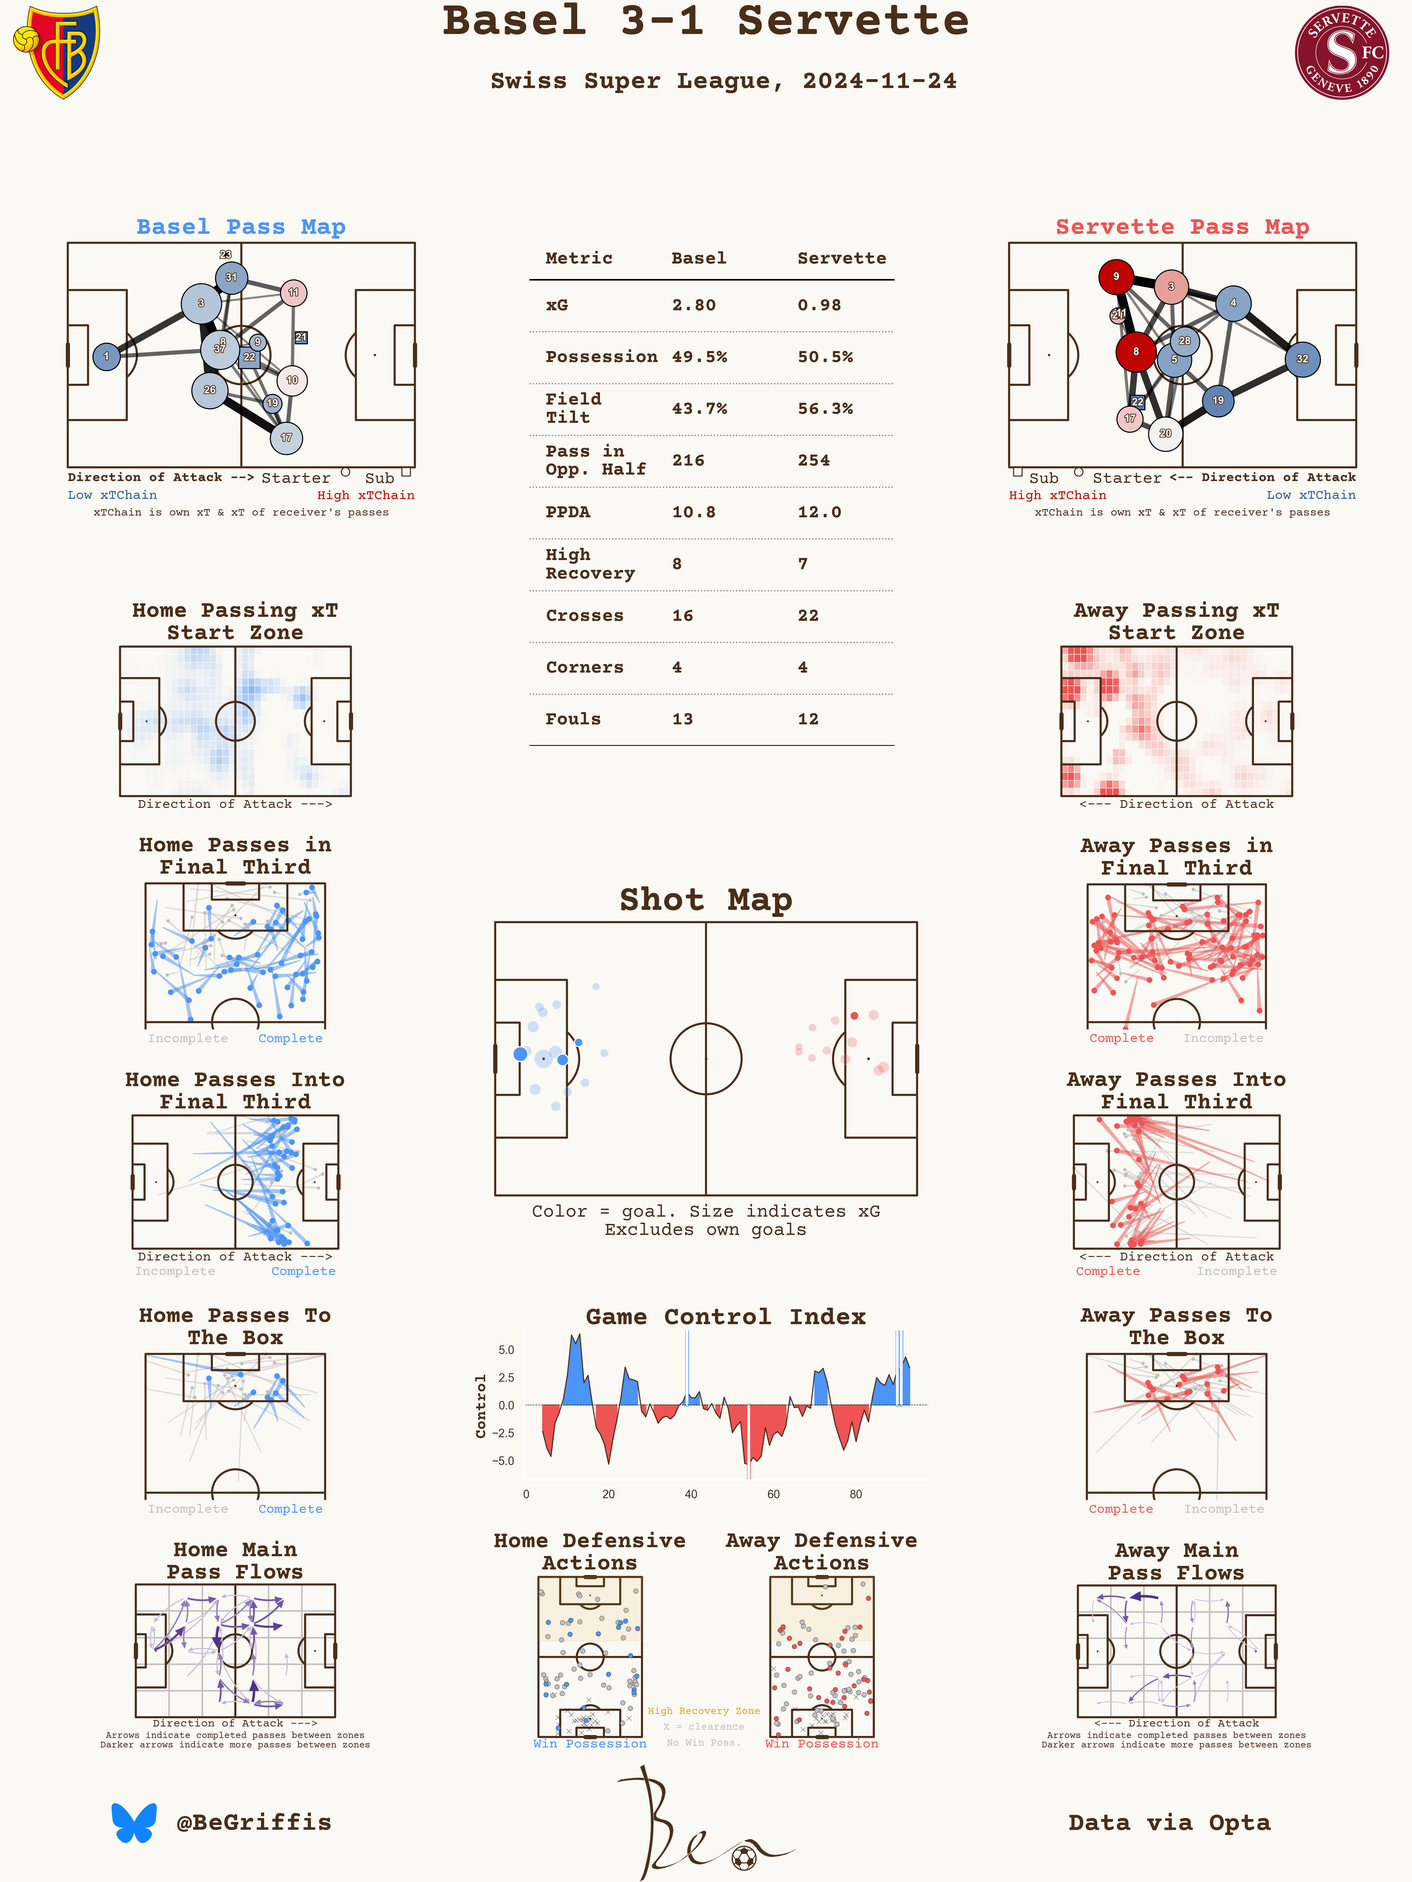 Basel 3-1 Servette
Swiss Super League, 2024-11-24
FCB
SERVETTE
FC
S
GENEVE 1890
Basel Pass Map
23
31
3
11
8
37
9
21
1
22
10
26
19
17
Direction of Attack --> Starter Sub
Low xTChain High xTChain
xTChain is own xT & xT of receiver's passes
Metric Basel Servette
xG 2.80 0.98
Possession 49.5% 50.5%
Field
Tilt 43.7% 56.3%
Pass in
Opp. Half 216 254
PPDA 10.8 12.0
High
Recovery 8 7
Crosses 16 22
Corners 4 4
Fouls 13 12
Servette Pass Map
9
3
4
21
28
8
5
32
22
19
17
20
Sub Starter <-- Direction of Attack
High xTChain Low xTChain
xTChain is own xT & xT of receiver's passes
Home Passing xT
Start Zone
Direction of Attack --->
Away Passing xT
Start Zone
<--- Direction of Attack
Home Passes in
Final Third
Incomplete Complete
Away Passes in
Final Third
Complete Incomplete
Shot Map
Color = goal. Size indicates xG
Excludes own goals
Home Passes Into
Final Third
Direction of Attack --->
Incomplete Complete
Away Passes Into
Final Third
<--- Direction of Attack
Complete Incomplete
Home Passes To
The Box
Incomplete Complete
Game Control Index
Control
5.0
2.5
0.0
−2.5
−5.0
0 20 40 60 80
Away Passes To
The Box
Complete Incomplete
Home Main
Pass Flows
Direction of Attack --->
Arrows indicate completed passes between zones
Darker arrows indicate more passes between zones
Home Defensive
Actions
Win Possession
High Recovery Zone
X = clearance
No Win Poss.
Away Defensive
Actions
Win Possession
Away Main
Pass Flows
<--- Direction of Attack
Arrows indicate completed passes between zones
Darker arrows indicate more passes between zones
@BeGriffis
Ben
Data via Opta